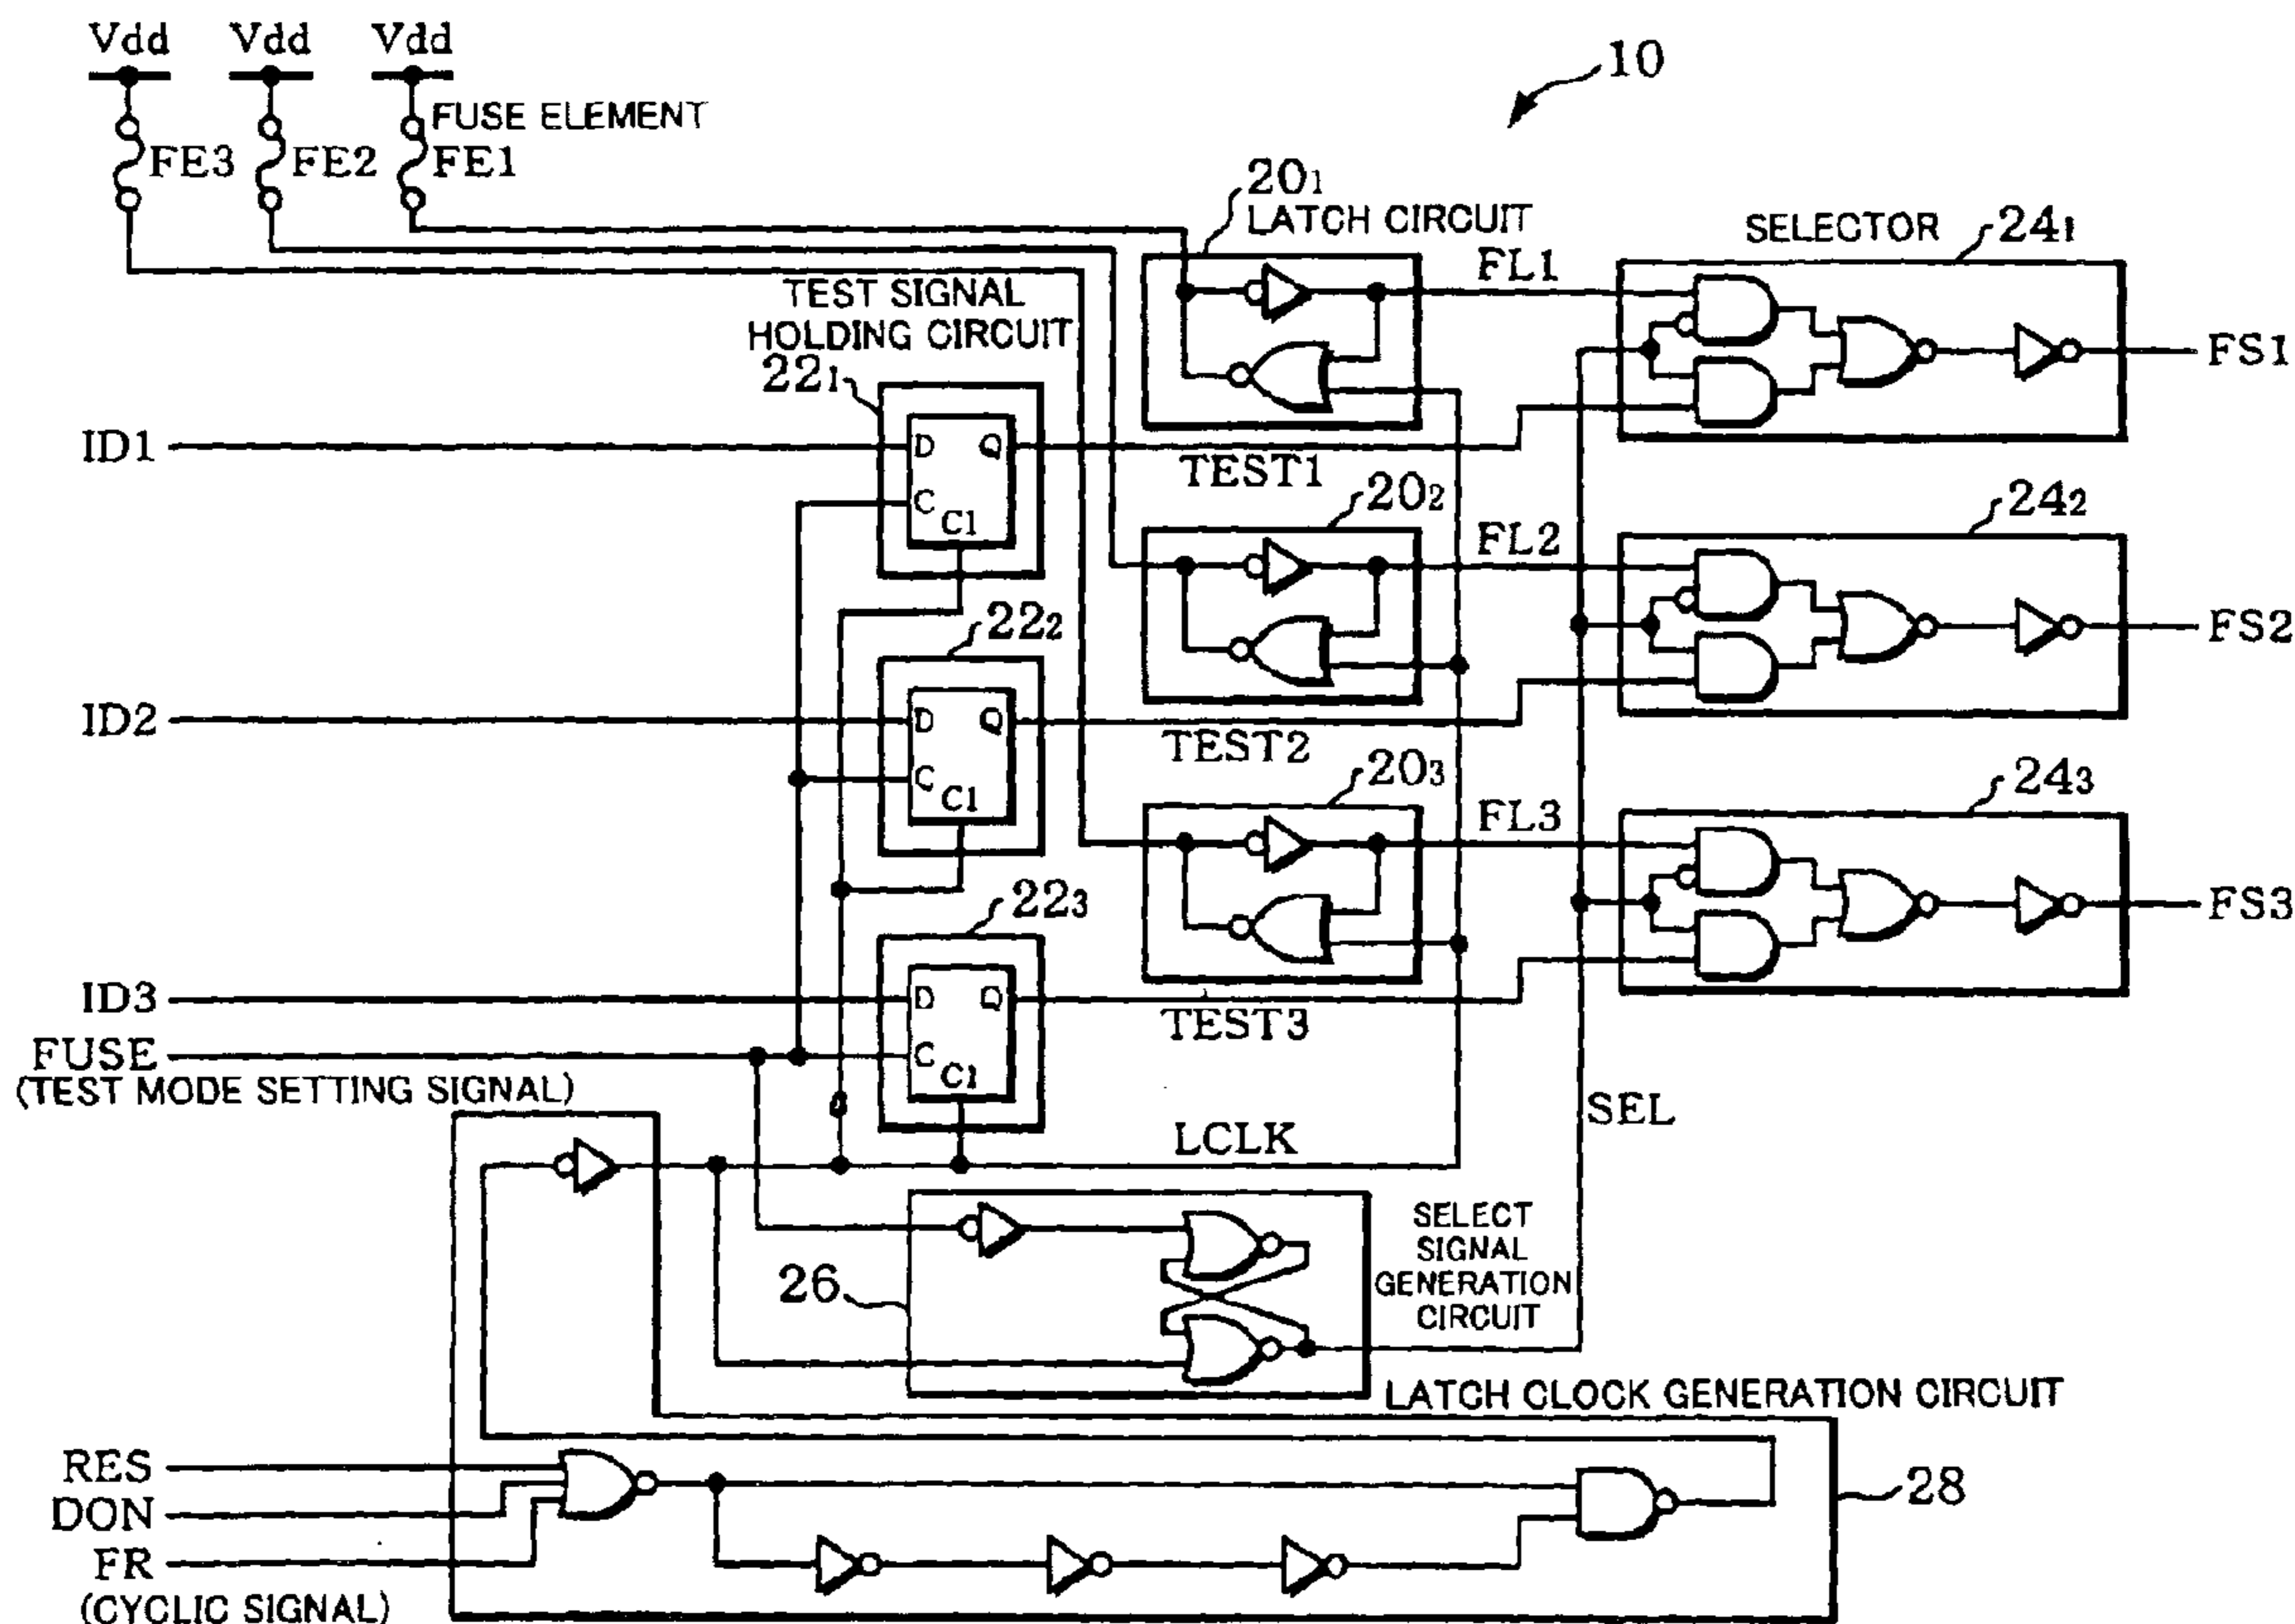 Vdd Vdd Vdd
10
FUSE ELEMENT
FE3 FE2 FE1
20₁
LATCH CIRCUIT
SELECTOR 24₁
FL1
TEST SIGNAL
HOLDING CIRCUIT
22₁
FS1
ID1 D Q
TEST1
C
C1
20₂
24₂
FL2
22₂
FS2
ID2 D Q
TEST2
C
C1
20₃
24₃
FL3
22₃
FS3
ID3 D Q
TEST3
FUSE C
C1
(TEST MODE SETTING SIGNAL)
SEL
LCLK
26
SELECT
SIGNAL
GENERATION
CIRCUIT
LATCH CLOCK GENERATION CIRCUIT
RES
28
DON
FR
(CYCLIC SIGNAL)